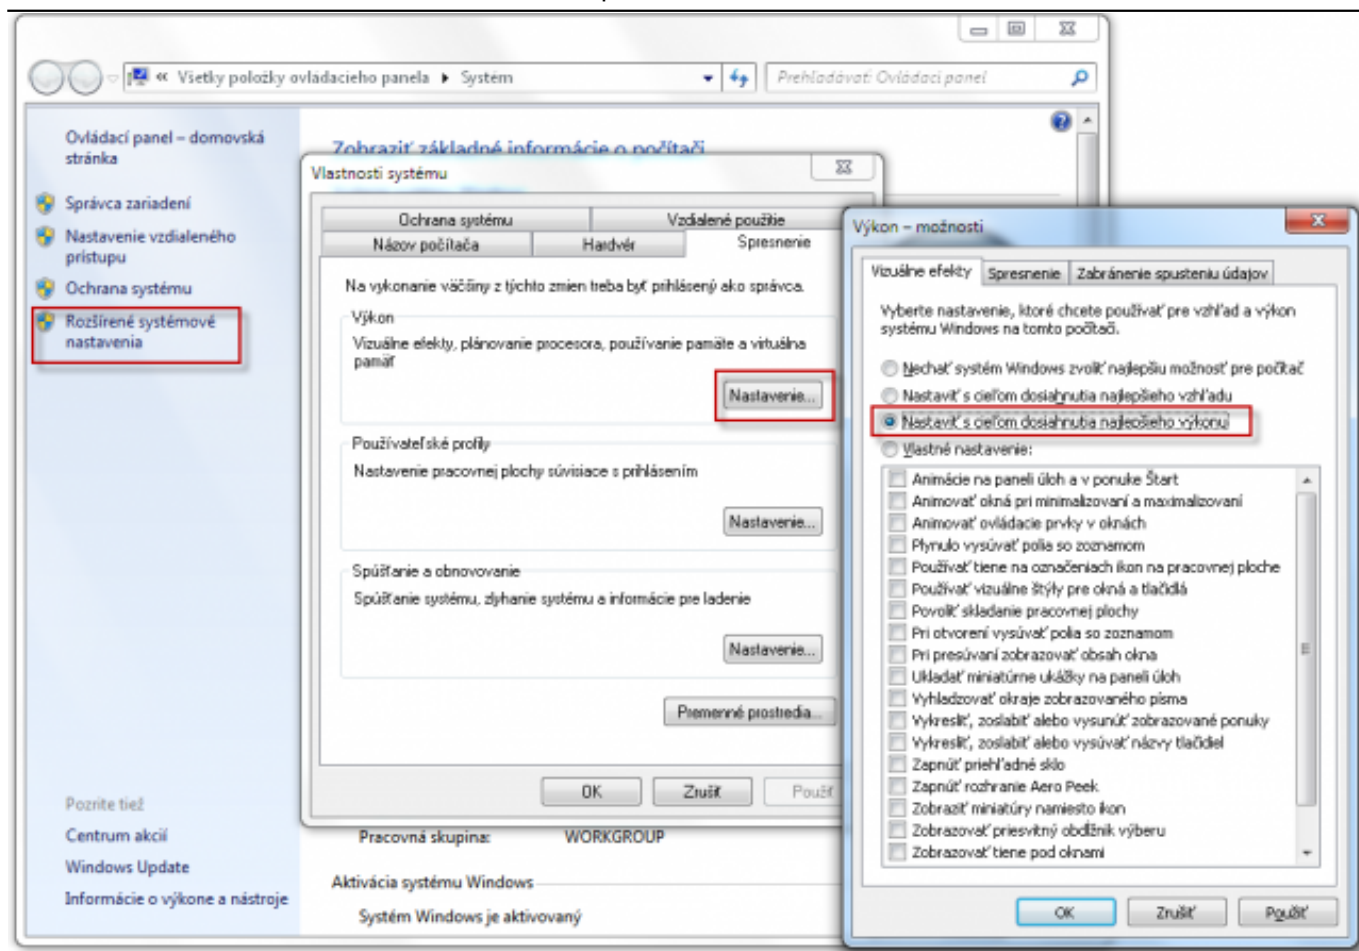 « Všetky položky ovládacieho panela ▸ Systém
Prehľadávať: Ovládací panel
Ovládací panel – domovská
stránka
Správca zariadení
Nastavenie vzdialeného
prístupu
Ochrana systému
Rozšírené systémové
nastavenia
Pozrite tiež
Centrum akcií
Windows Update
Informácie o výkone a nástroje
Zobraziť základné informácie o počítači
Pracovná skupina: WORKGROUP
Aktivácia systému Windows
Systém Windows je aktivovaný
Vlastnosti systému
Ochrana systému Vzdialené použitie
Názov počítača Hardvér Spresnenie
Na vykonanie väčšiny z týchto zmien treba byť prihlásený ako správca.
Výkon
Vizuálne efekty, plánovanie procesora, používanie pamäte a virtuálna
pamäť
Nastavenie...
Používateľské profily
Nastavenie pracovnej plochy súvisiace s prihlásením
Nastavenie...
Spúšťanie a obnovovanie
Spúšťanie systému, zlyhanie systému a informácie pre ladenie
Nastavenie...
Premenné prostredia...
OK Zrušiť Použiť
Výkon – možnosti
Vizuálne efekty Spresnenie Zabránenie spusteniu údajov
Vyberte nastavenie, ktoré chcete používať pre vzhľad a výkon
systému Windows na tomto počítači.
Nechať systém Windows zvoliť najlepšiu možnosť pre počítač
Nastaviť s cieľom dosiahnutia najlepšieho vzhľadu
Nastaviť s cieľom dosiahnutia najlepšieho výkonu
Vlastné nastavenie:
Animácie na paneli úloh a v ponuke Štart
Animovať okná pri minimalizovaní a maximalizovaní
Animovať ovládacie prvky v oknách
Plynulo vysúvať polia so zoznamom
Používať tiene na označeniach ikon na pracovnej ploche
Používať vizuálne štýly pre okná a tlačidlá
Povoliť skladanie pracovnej plochy
Pri otvorení vysúvať polia so zoznamom
Pri presúvaní zobrazovať obsah okna
Ukladať miniatúrne ukážky na paneli úloh
Vyhladzovať okraje zobrazovaného písma
Vykresliť, zoslabiť alebo vysunúť zobrazované ponuky
Vykresliť, zoslabiť alebo vysúvať názvy tlačidiel
Zapnúť priehľadné sklo
Zapnúť rozhranie Aero Peek
Zobraziť miniatúry namiesto ikon
Zobrazovať priesvitný obdĺžnik výberu
Zobrazovať tiene pod oknami
OK Zrušiť Použiť